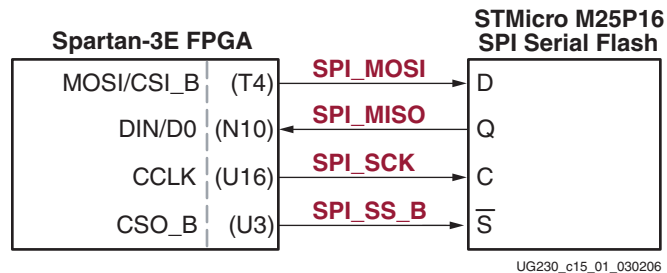 STMicro M25P16
Spartan-3E FPGA SPI Serial Flash
MOSI/CSI_B (T4) SPI_MOSI D
DIN/D0 (N10) SPI_MISO Q
CCLK (U16) SPI_SCK C
CSO_B (U3) SPI_SS_B S̅
UG230_c15_01_030206